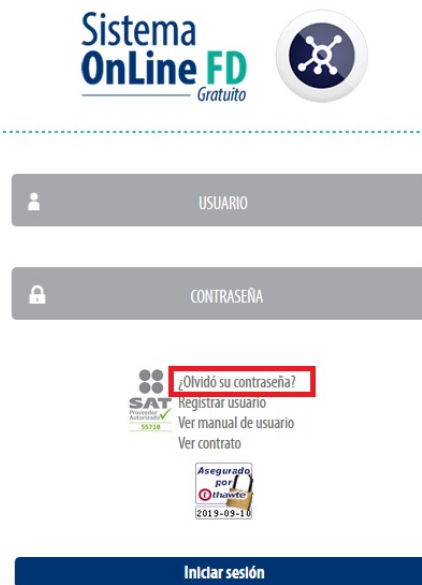 Sistema
OnLine FD
Gratuito
USUARIO
CONTRASEÑA
¿Olvidó su contraseña?
SAT
Proveedor
Autorizado
55718
Registrar usuario
Ver manual de usuario
Ver contrato
Asegurado
por
thawte
2019-09-10
Iniciar sesión